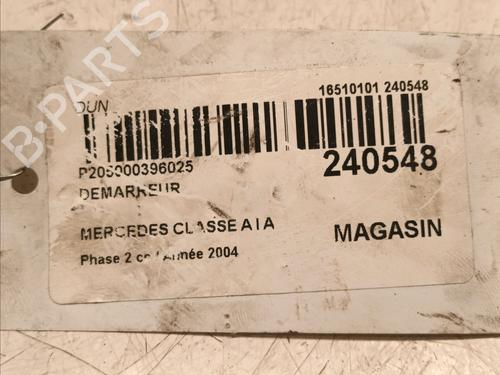 DUN
16510101 240548
P205000396025
240548
DEMARREUR
MERCEDES CLASSE A I A
MAGASIN
Phase 2 Année 2004
B-PARTS